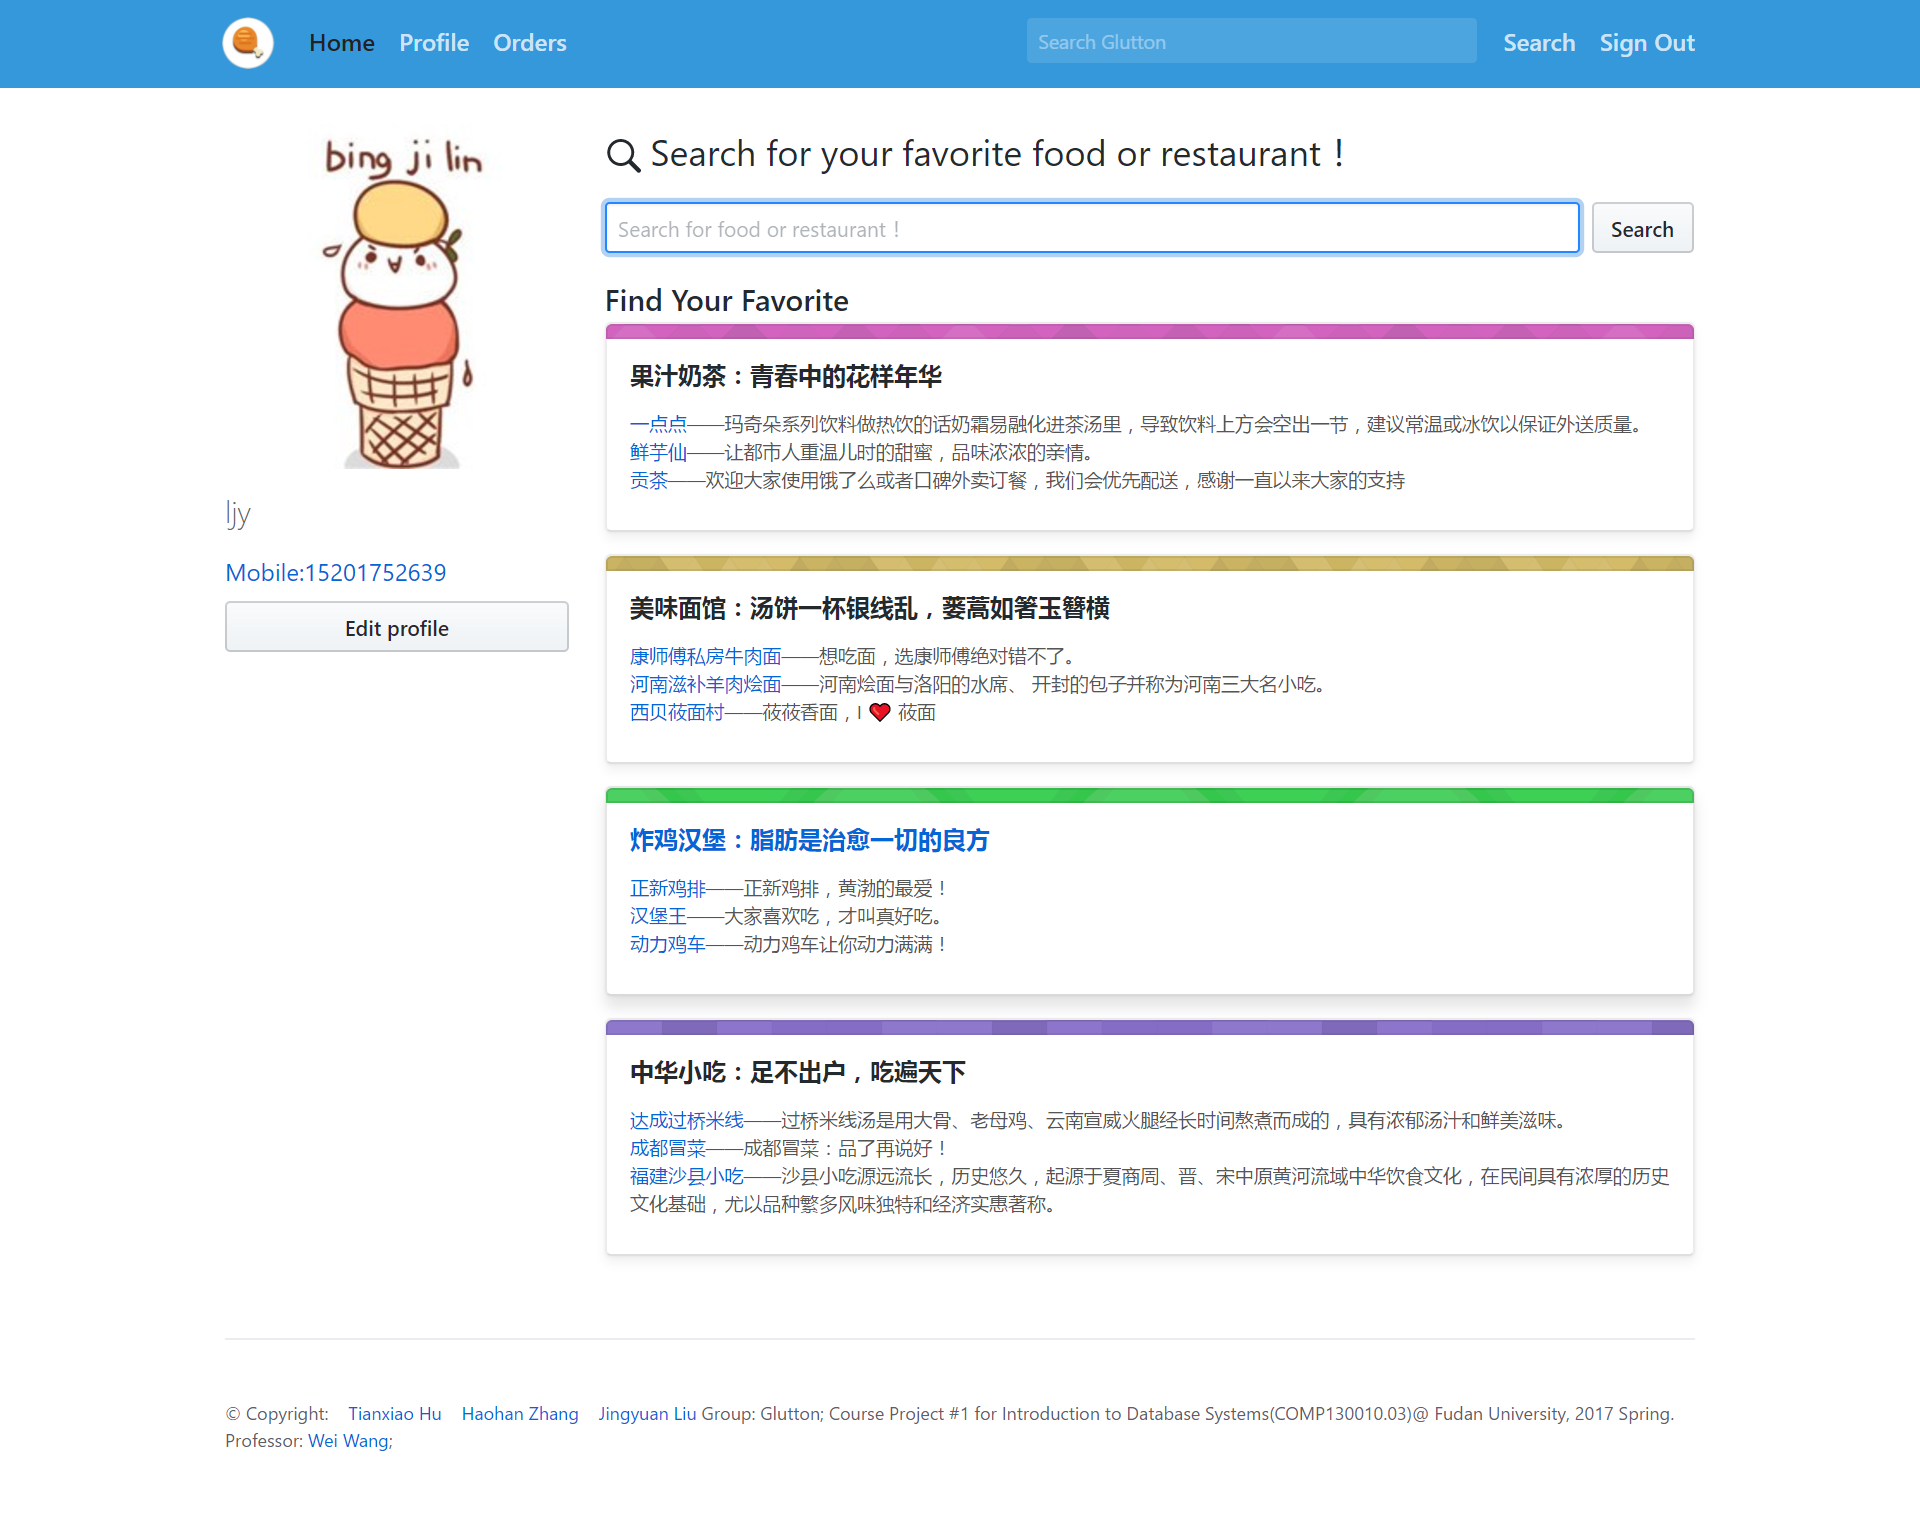 Home Profile Orders Search Glutton Search Sign Out
bing ji lin
ljy
Mobile:15201752639
Edit profile
Search for your favorite food or restaurant！
Search for food or restaurant！ Search
Find Your Favorite
果汁奶茶：青春中的花样年华
一点点——玛奇朵系列饮料做热饮的话奶霜易融化进茶汤里，导致饮料上方会空出一节，建议常温或冰饮以保证外送质量。
鲜芋仙——让都市人重温儿时的甜蜜，品味浓浓的亲情。
贡茶——欢迎大家使用饿了么或者口碑外卖订餐，我们会优先配送，感谢一直以来大家的支持
美味面馆：汤饼一杯银线乱，蒌蒿如箸玉簪横
康师傅私房牛肉面——想吃面，选康师傅绝对错不了。
河南滋补羊肉烩面——河南烩面与洛阳的水席、 开封的包子并称为河南三大名小吃。
西贝莜面村——莜莜香面，I ❤ 莜面
炸鸡汉堡：脂肪是治愈一切的良方
正新鸡排——正新鸡排，黄渤的最爱！
汉堡王——大家喜欢吃，才叫真好吃。
动力鸡车——动力鸡车让你动力满满！
中华小吃：足不出户，吃遍天下
达成过桥米线——过桥米线汤是用大骨、老母鸡、云南宣威火腿经长时间熬煮而成的，具有浓郁汤汁和鲜美滋味。
成都冒菜——成都冒菜：品了再说好！
福建沙县小吃——沙县小吃源远流长，历史悠久，起源于夏商周、晋、宋中原黄河流域中华饮食文化，在民间具有浓厚的历史
文化基础，尤以品种繁多风味独特和经济实惠著称。
© Copyright: Tianxiao Hu Haohan Zhang Jingyuan Liu Group: Glutton; Course Project #1 for Introduction to Database Systems(COMP130010.03)@ Fudan University, 2017 Spring.
Professor: Wei Wang;